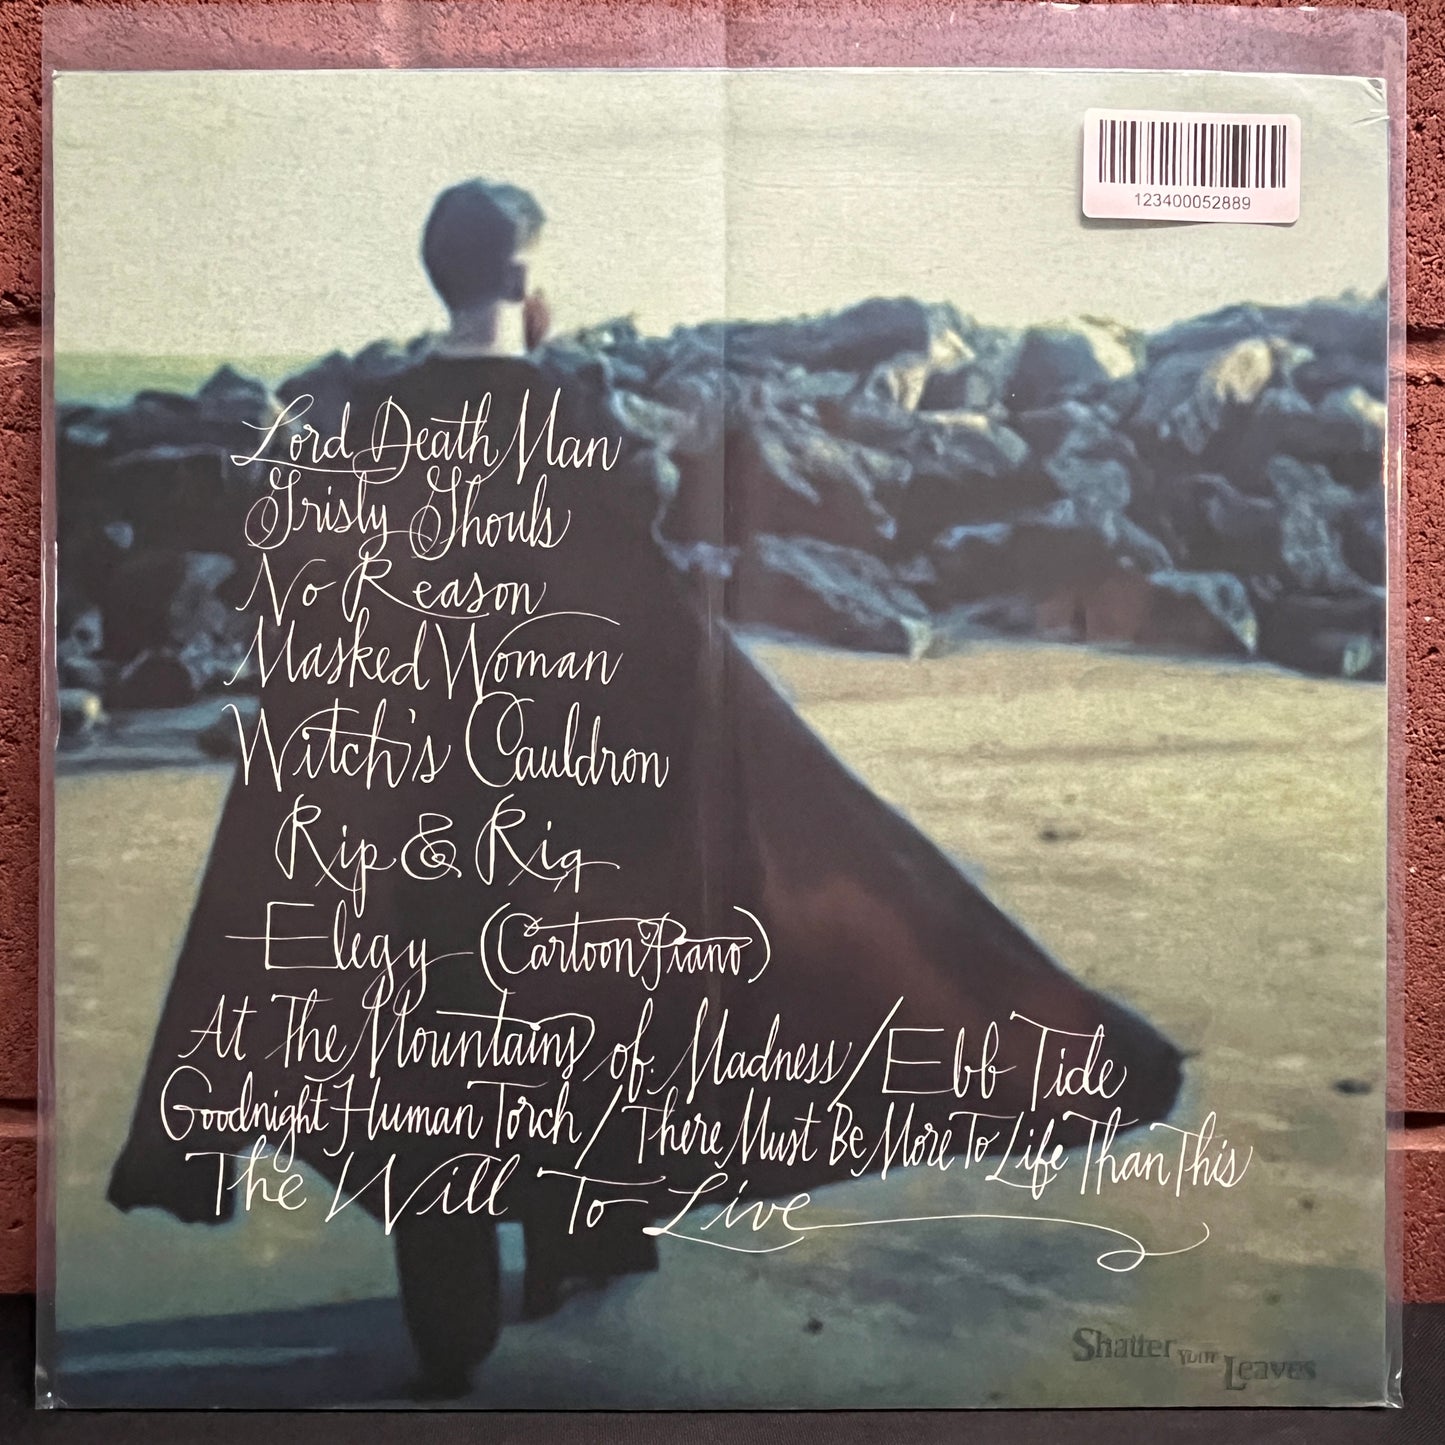 123400052889
Lord Death Man
Grisly Ghouls
No Reason
Masked Woman
Witch's Cauldron
Rip & Rig
Elegy (Cartoon Piano)
At The Mountains of Madness / Ebb Tide
Goodnight Human Torch / There Must Be More To Life Than This
The Will To Live
Shatter Your Leaves